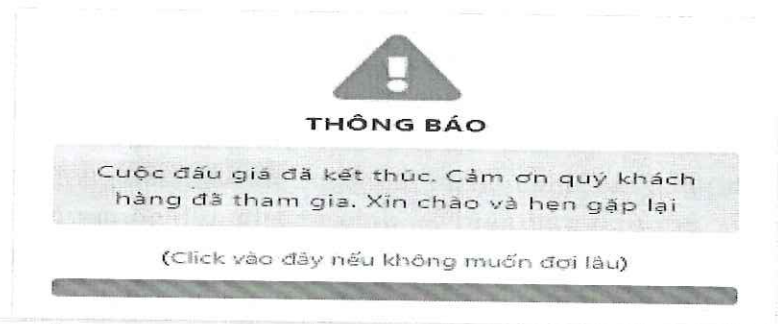 THÔNG BÁO
Cuộc đấu giá đã kết thúc. Cảm ơn quý khách
hàng đã tham gia. Xin chào và hẹn gặp lại
(Click vào đây nếu không muốn đợi lâu)